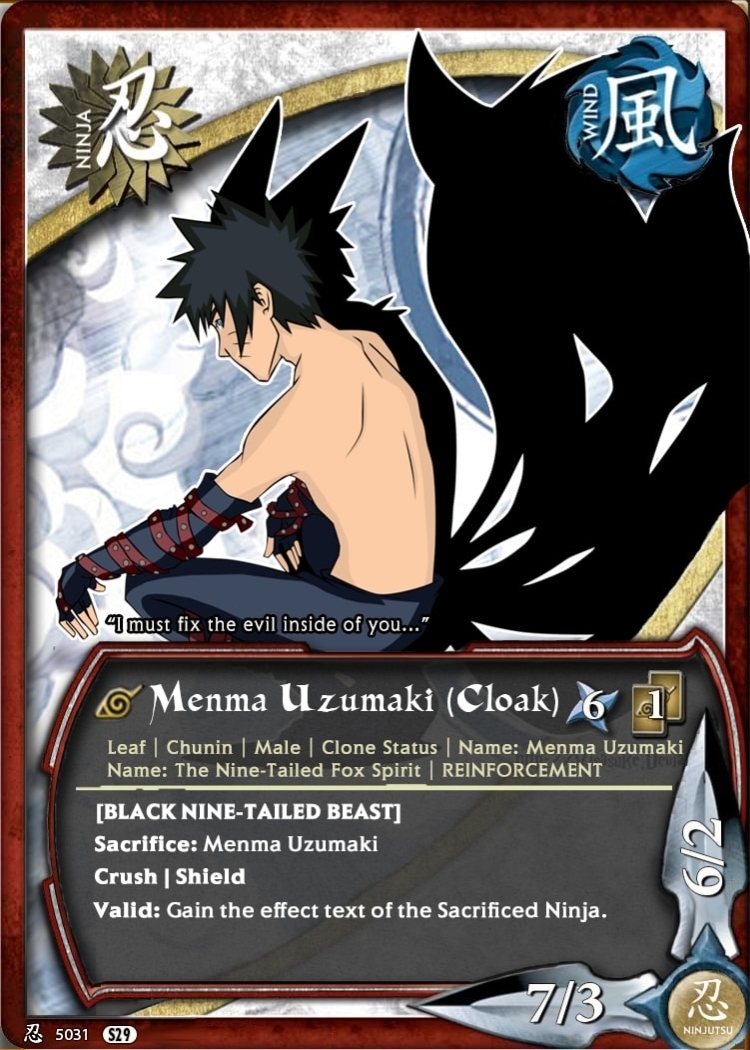 NINJA 忍
WIND 風
"I must fix the evil inside of you..."
Menma Uzumaki (Cloak) 6 1
Leaf | Chunin | Male | Clone Status | Name: Menma Uzumaki
Name: The Nine-Tailed Fox Spirit | REINFORCEMENT
[BLACK NINE-TAILED BEAST]
Sacrifice: Menma Uzumaki
Crush | Shield
Valid: Gain the effect text of the Sacrificed Ninja.
6/2
7/3
忍
NINJUTSU
忍 5031 S29